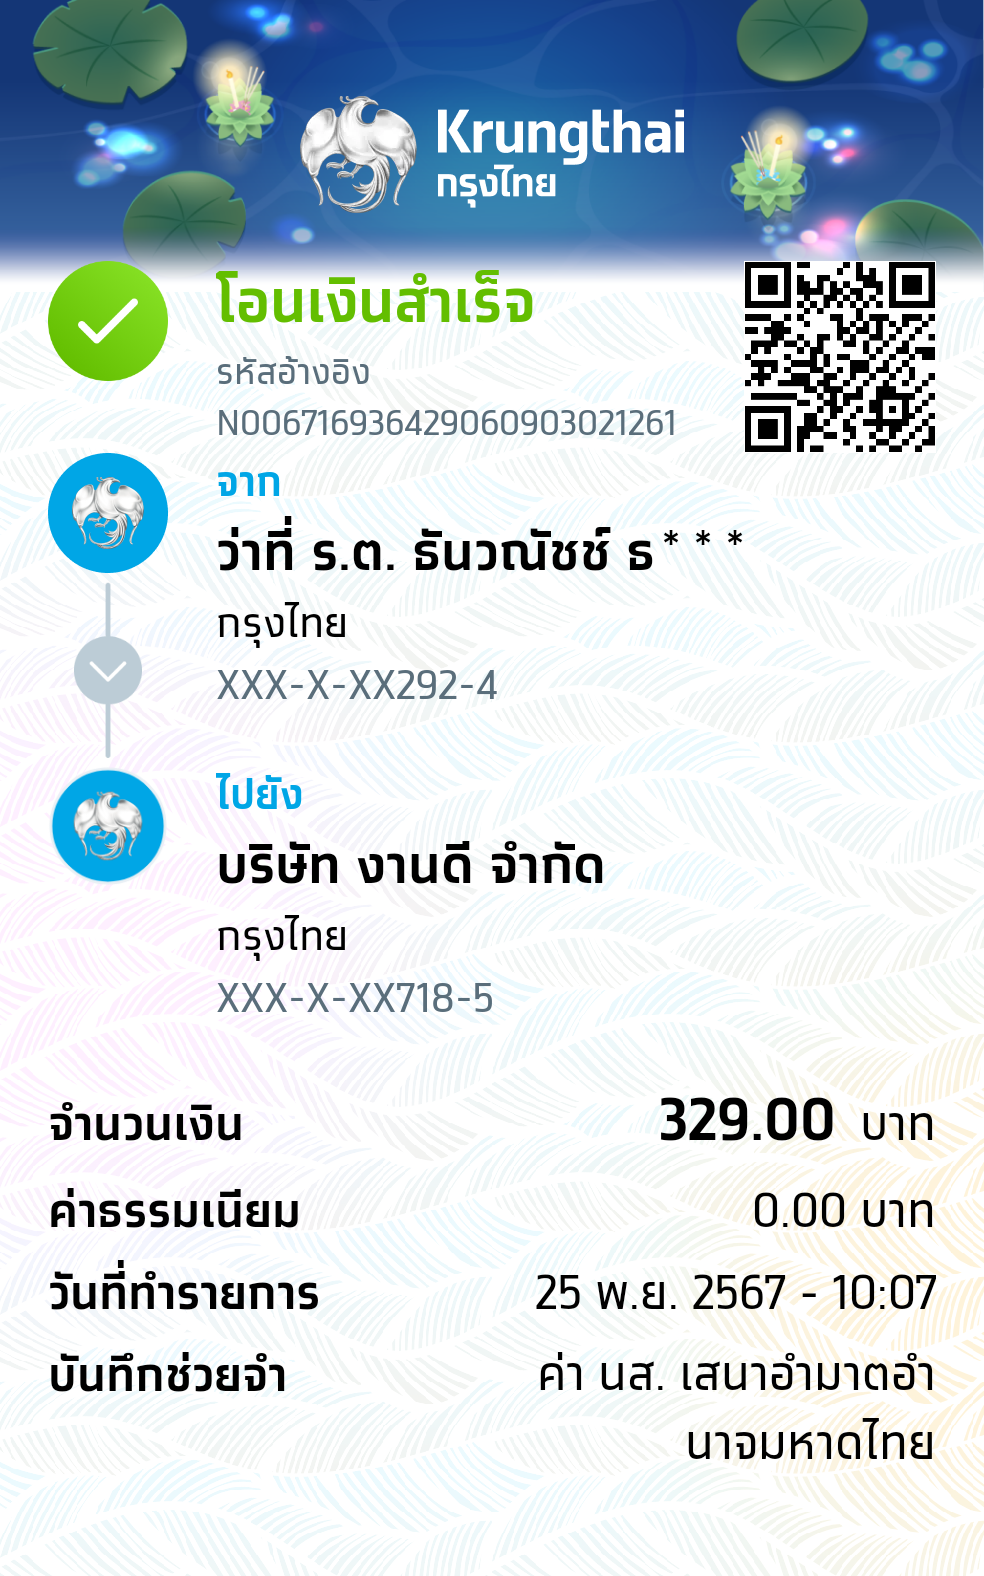 Krungthai
กรุงไทย
โอนเงินสำเร็จ
รหัสอ้างอิง
N00671693642906090302​1261
จาก
ว่าที่ ร.ต. ธันวณัชช์ ธ***
กรุงไทย
XXX-X-XX292-4
ไปยัง
บริษัท งานดี จำกัด
กรุงไทย
XXX-X-XX718-5
จำนวนเงิน 329.00 บาท
ค่าธรรมเนียม 0.00 บาท
วันที่ทำรายการ 25 พ.ย. 2567 - 10:07
บันทึกช่วยจำ ค่า นส. เสนาอำมาตอำ
นาจมหาดไทย